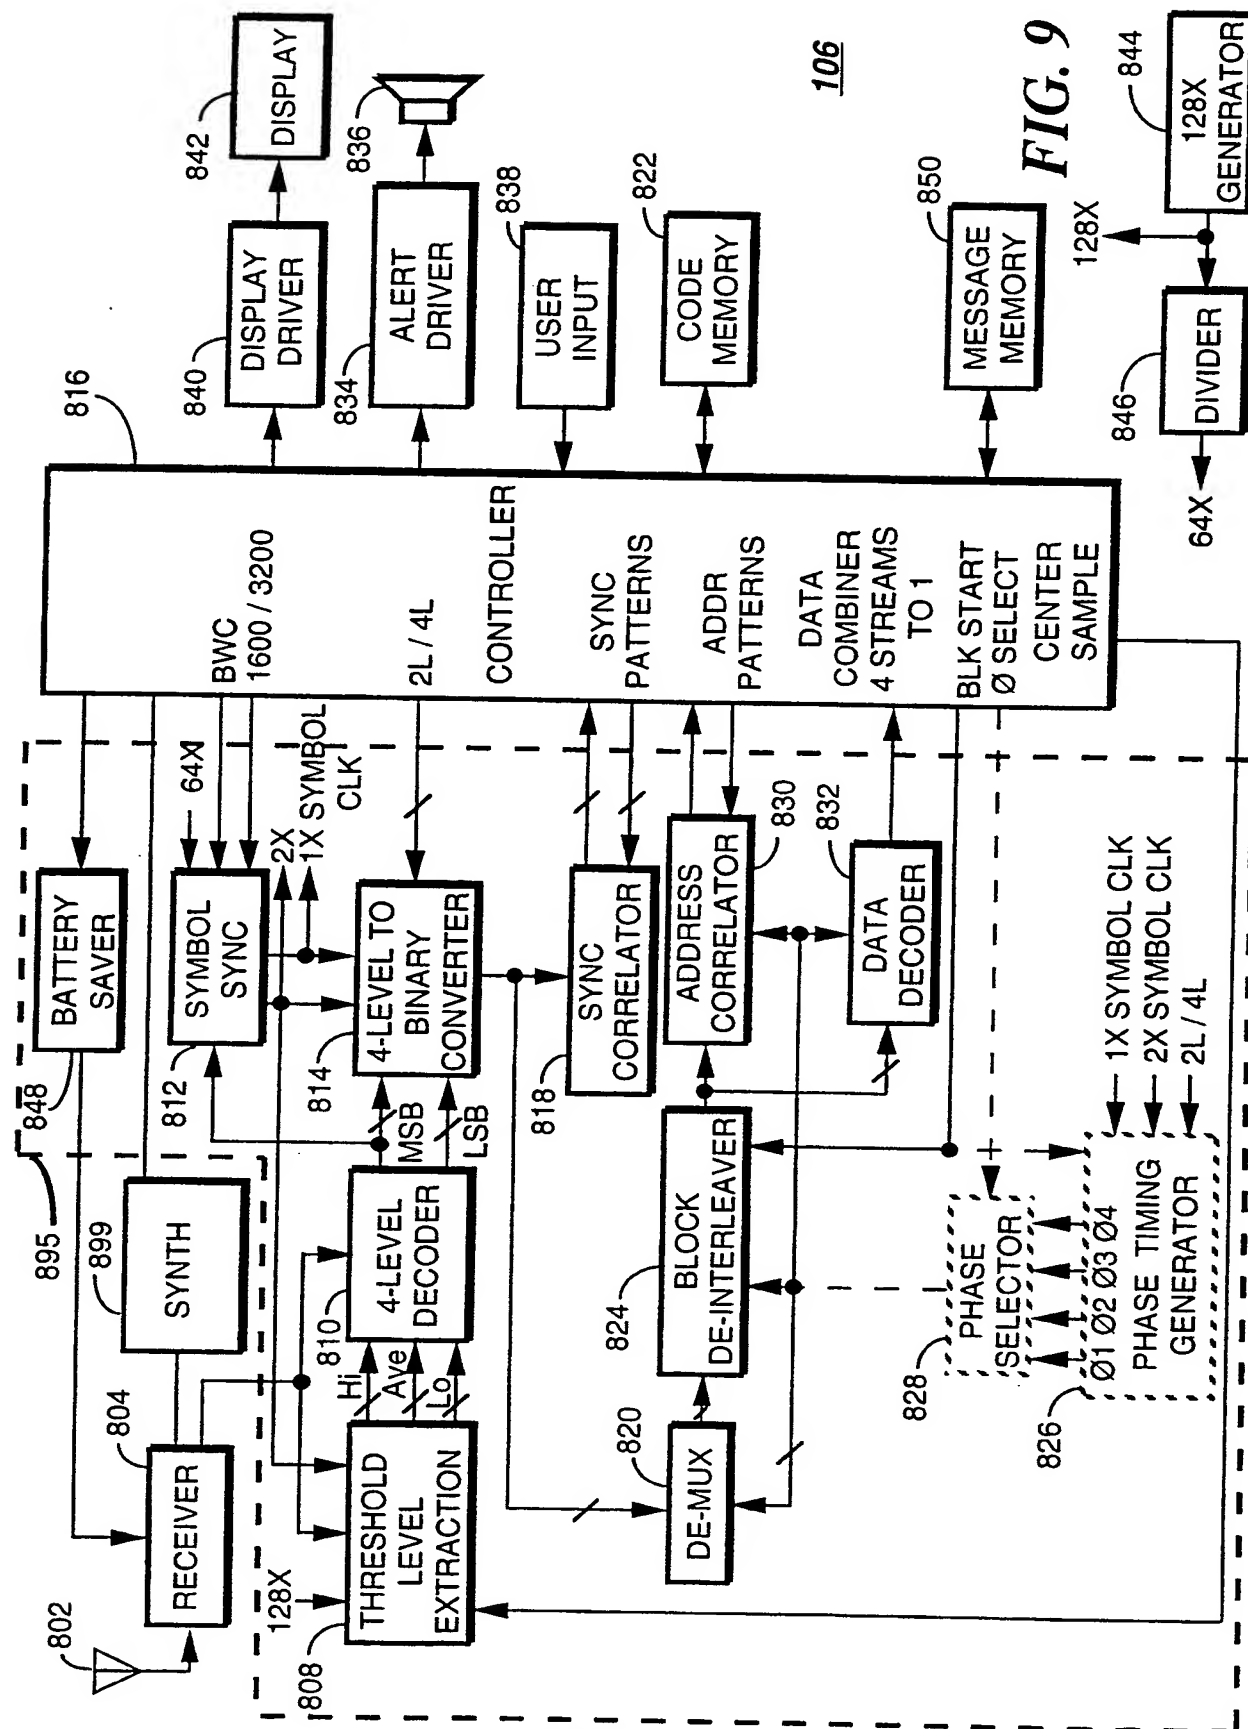 802
804
RECEIVER
895
899
SYNTH
848
BATTERY
SAVER
816
842
DISPLAY
840
DISPLAY
DRIVER
812
SYMBOL
SYNC
64X
BWC
1600 / 3200
2X
1X SYMBOL
CLK
836
834
ALERT
DRIVER
128X
808
THRESHOLD
LEVEL
EXTRACTION
Hi
Ave
Lo
810
4-LEVEL
DECODER
MSB
LSB
814
4-LEVEL TO
BINARY
CONVERTER
2L / 4L
CONTROLLER
838
USER
INPUT
818
SYNC
CORRELATOR
SYNC
PATTERNS
822
CODE
MEMORY
820
DE-MUX
824
BLOCK
DE-INTERLEAVER
830
ADDRESS
CORRELATOR
ADDR
PATTERNS
832
DATA
DECODER
DATA
COMBINER
4 STREAMS
TO 1
106
850
MESSAGE
MEMORY
BLK START
Ø SELECT
CENTER
SAMPLE
828
PHASE
SELECTOR
Ø1 Ø2 Ø3 Ø4
826
PHASE TIMING
GENERATOR
1X SYMBOL CLK
2X SYMBOL CLK
2L / 4L
FIG. 9
128X
844
128X
GENERATOR
846
DIVIDER
64X